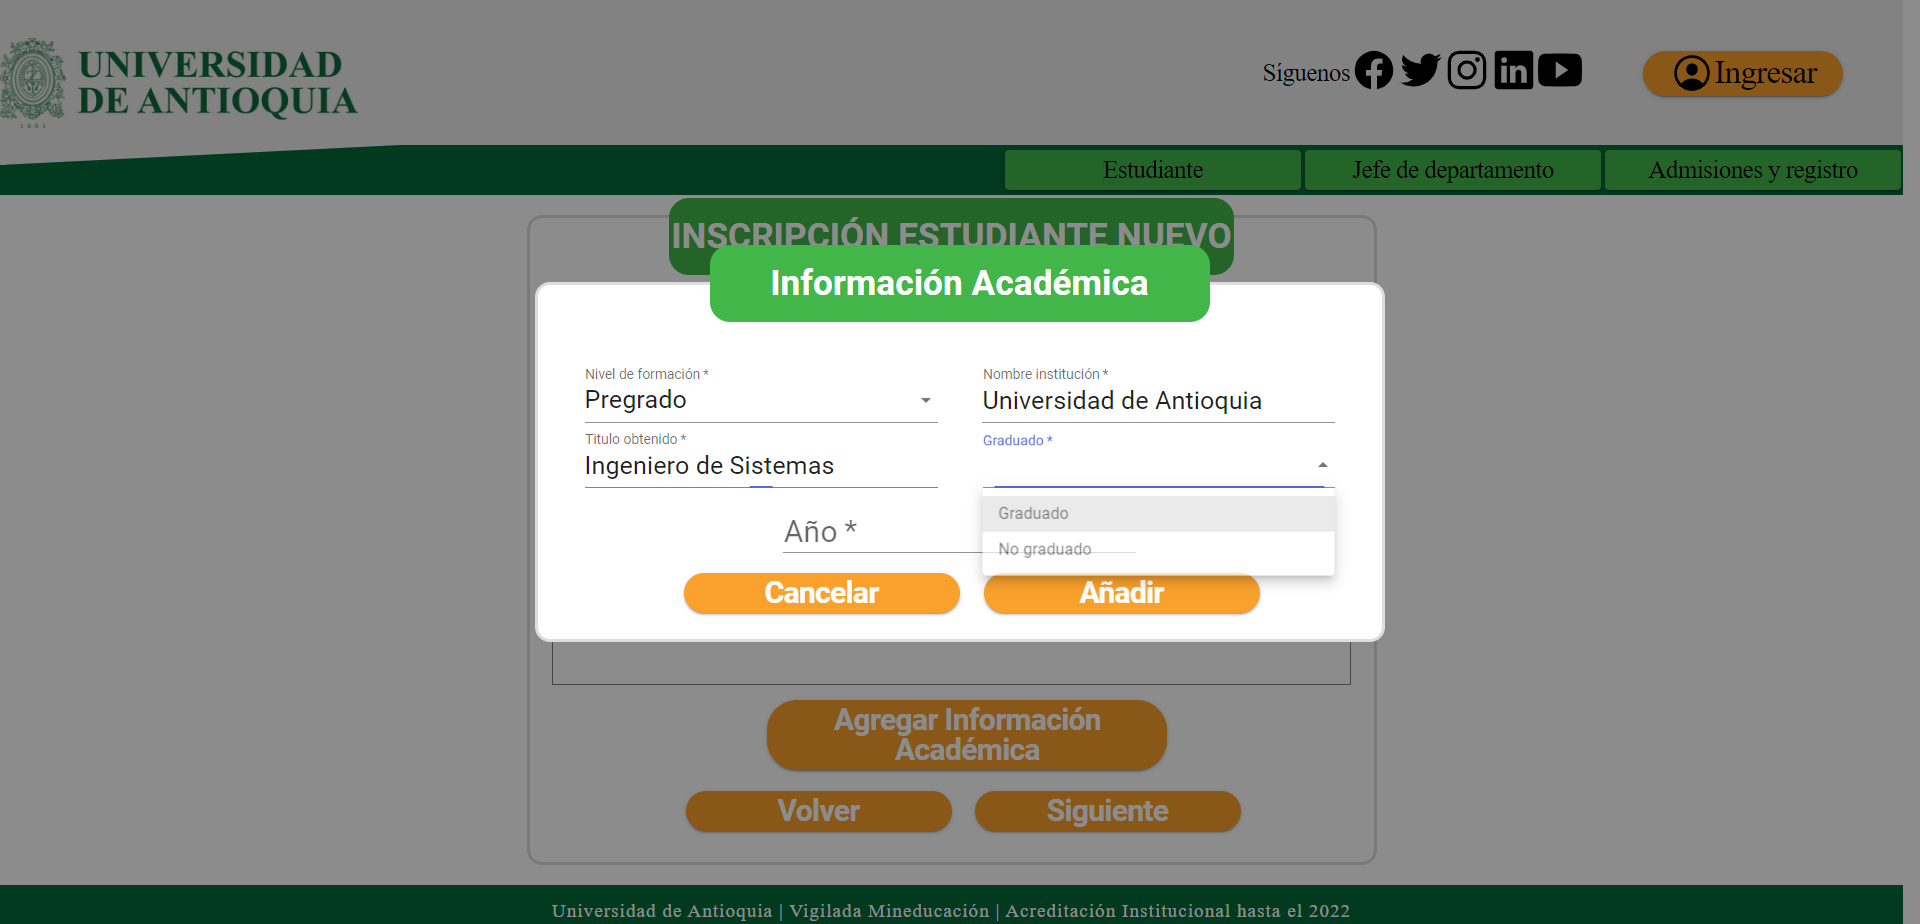 UNIVERSIDAD
DE ANTIOQUIA
1803
Síguenos
Ingresar
Estudiante
Jefe de departamento
Admisiones y registro
INSCRIPCIÓN ESTUDIANTE NUEVO
Información Académica
Nivel de formación *
Nombre institución *
Pregrado
Universidad de Antioquia
Titulo obtenido *
Graduado *
Ingeniero de Sistemas
Graduado
Año *
No graduado
Cancelar
Añadir
Agregar Información
Académica
Volver
Siguiente
Universidad de Antioquia | Vigilada Mineducación | Acreditación Institucional hasta el 2022